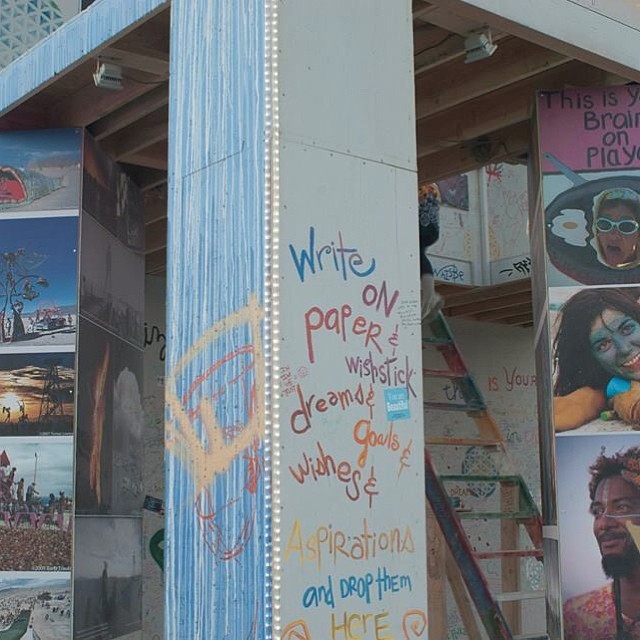 This is Y
Brain
on
playa
Write
ON
paper &
wishstick
dreams &
goals &
wishes &
Aspirations
and DROP them
HERE
IS YOUR